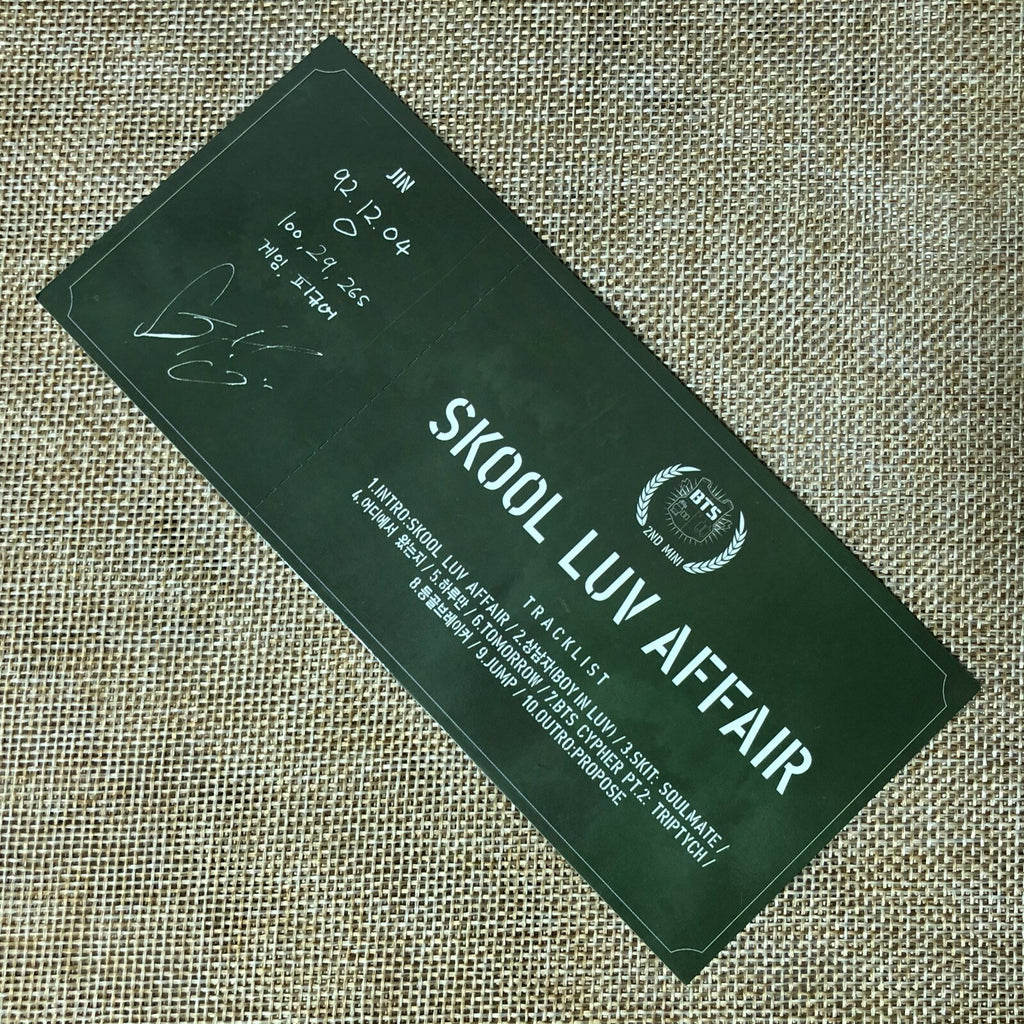 JIN
92.12.04
O
100, 29, 265
게임, 피규어
BTS
2ND MINI
SKOOL LUV AFFAIR
TRACKLIST
1.INTRO:SKOOL LUV AFFAIR / 2.상남자(BOY IN LUV) / 3.SKIT: SOULMATE /
4.어디에서 왔는지 / 5.하루만 / 6.TOMORROW / 7.BTS CYPHER PT.2: TRIPTYCH /
8.등골브레이커 / 9.JUMP / 10.OUTRO:PROPOSE